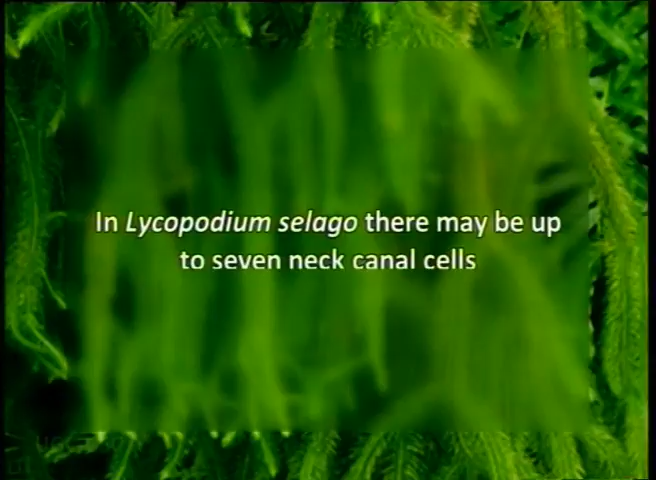 In Lycopodium selago there may be up
to seven neck canal cells